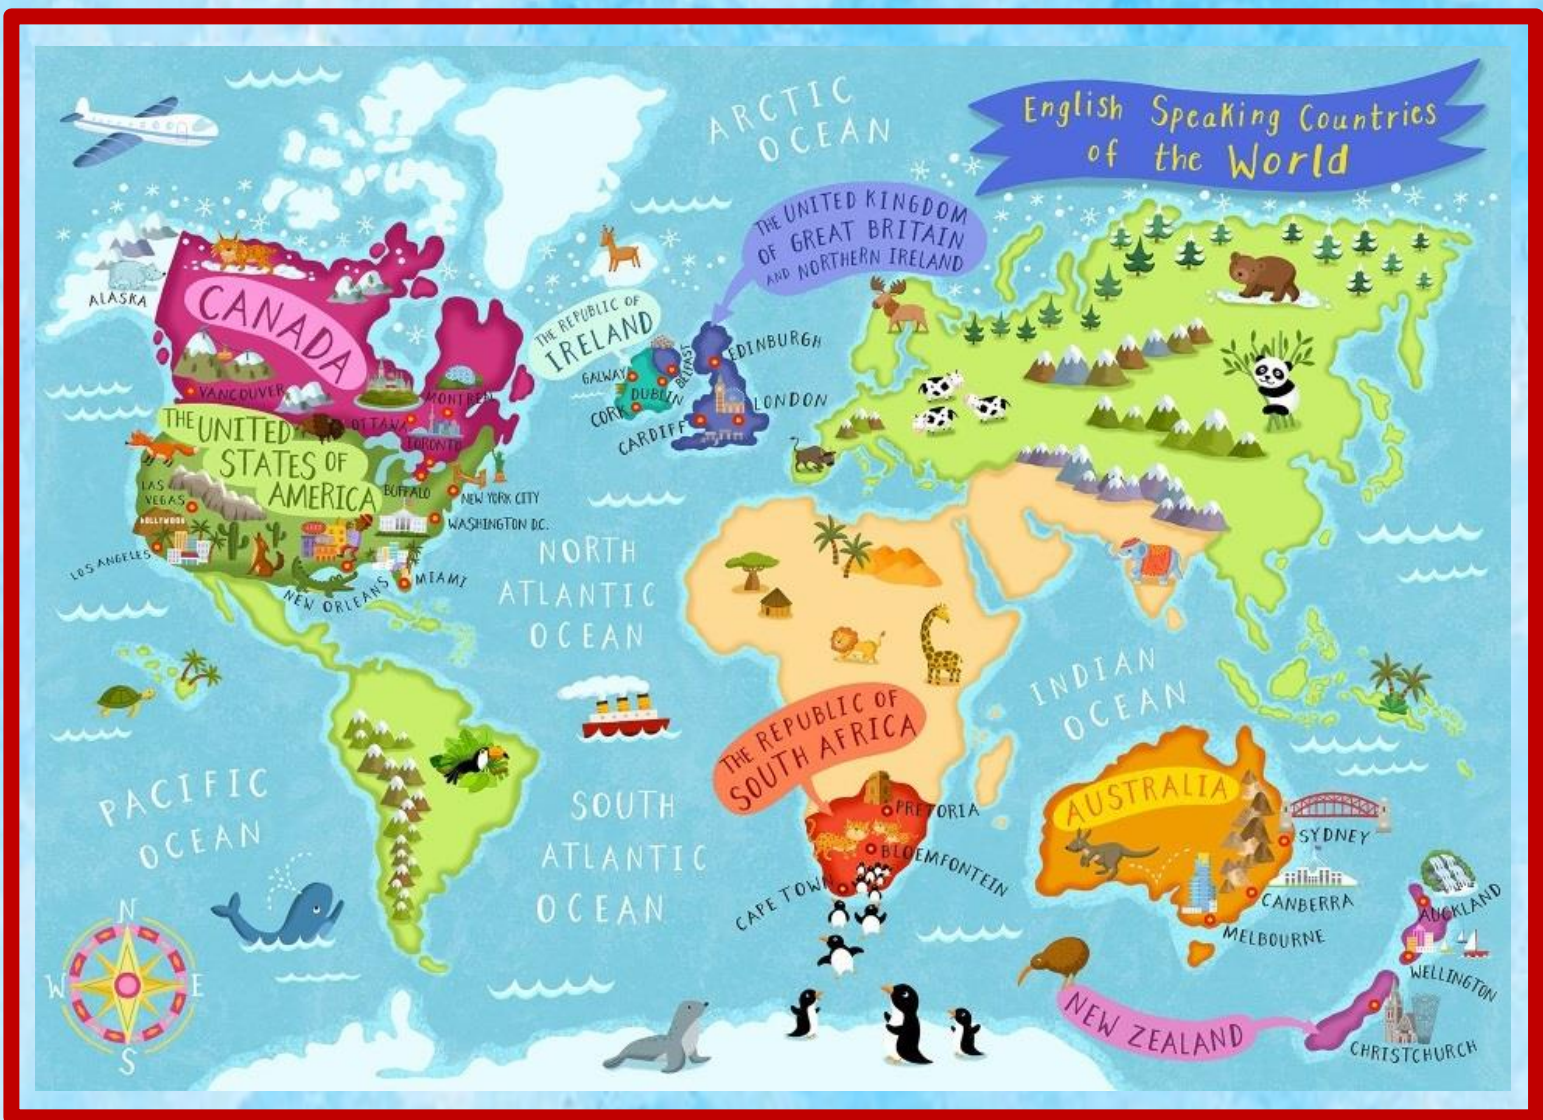 English Speaking Countries
of the World
ARCTIC
OCEAN
THE UNITED KINGDOM
OF GREAT BRITAIN
AND NORTHERN IRELAND
THE REPUBLIC OF
IRELAND
GALWAY
DUBLIN
BELFAST
CORK
EDINBURGH
LONDON
CARDIFF
ALASKA
CANADA
VANCOUVER
MONTREAL
OTTAWA
TORONTO
THE UNITED
STATES OF
AMERICA
LAS
VEGAS
BUFFALO
NEW YORK CITY
WASHINGTON D.C.
HOLLYWOOD
LOS ANGELES
NEW ORLEANS
MIAMI
NORTH
ATLANTIC
OCEAN
INDIAN
OCEAN
THE REPUBLIC OF
SOUTH AFRICA
PRETORIA
BLOEMFONTEIN
CAPE TOWN
PACIFIC
OCEAN
SOUTH
ATLANTIC
OCEAN
AUSTRALIA
SYDNEY
CANBERRA
MELBOURNE
AUCKLAND
WELLINGTON
NEW ZEALAND
CHRISTCHURCH
N
W
E
S